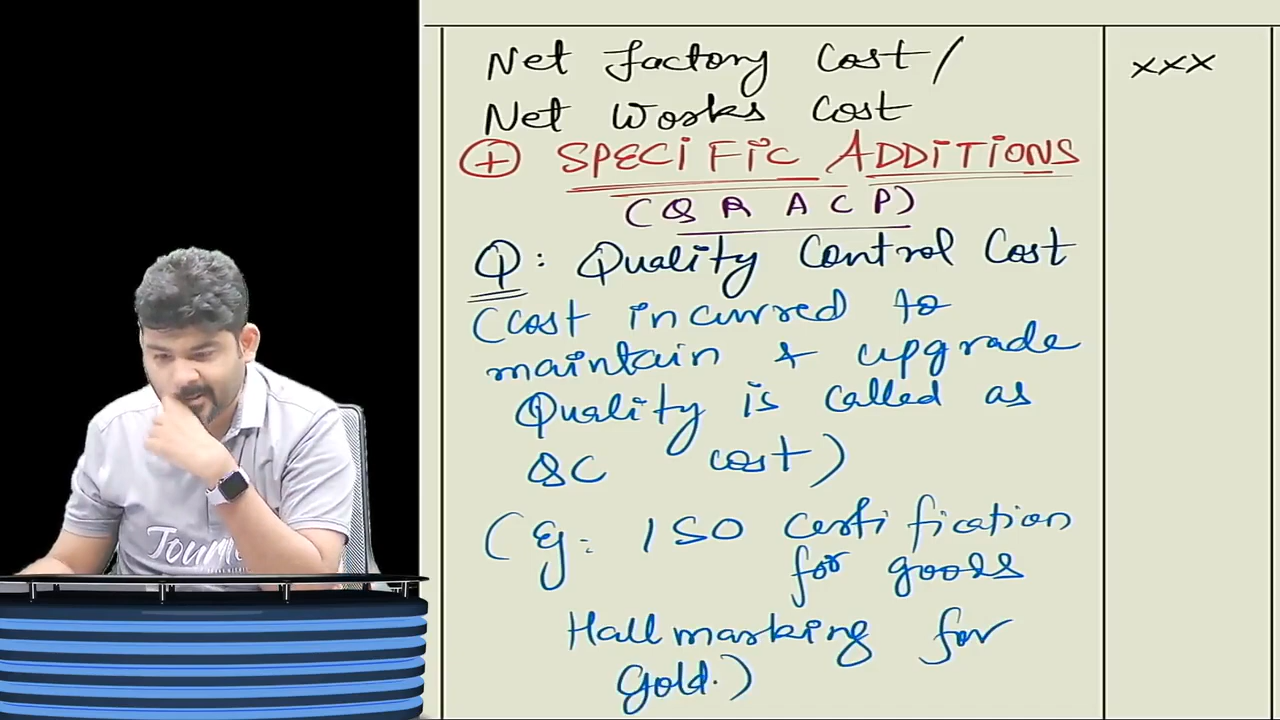 Net Factory Cost / xxx
Net Works Cost
+ SPECIFIC ADDITIONS
(Q R A C P)
Q: Quality Control Cost
(Cost incurred to
maintain & upgrade
Quality is called as
QC cost)
(Eg: ISO certification
for goods
Hallmarking for
Gold.)